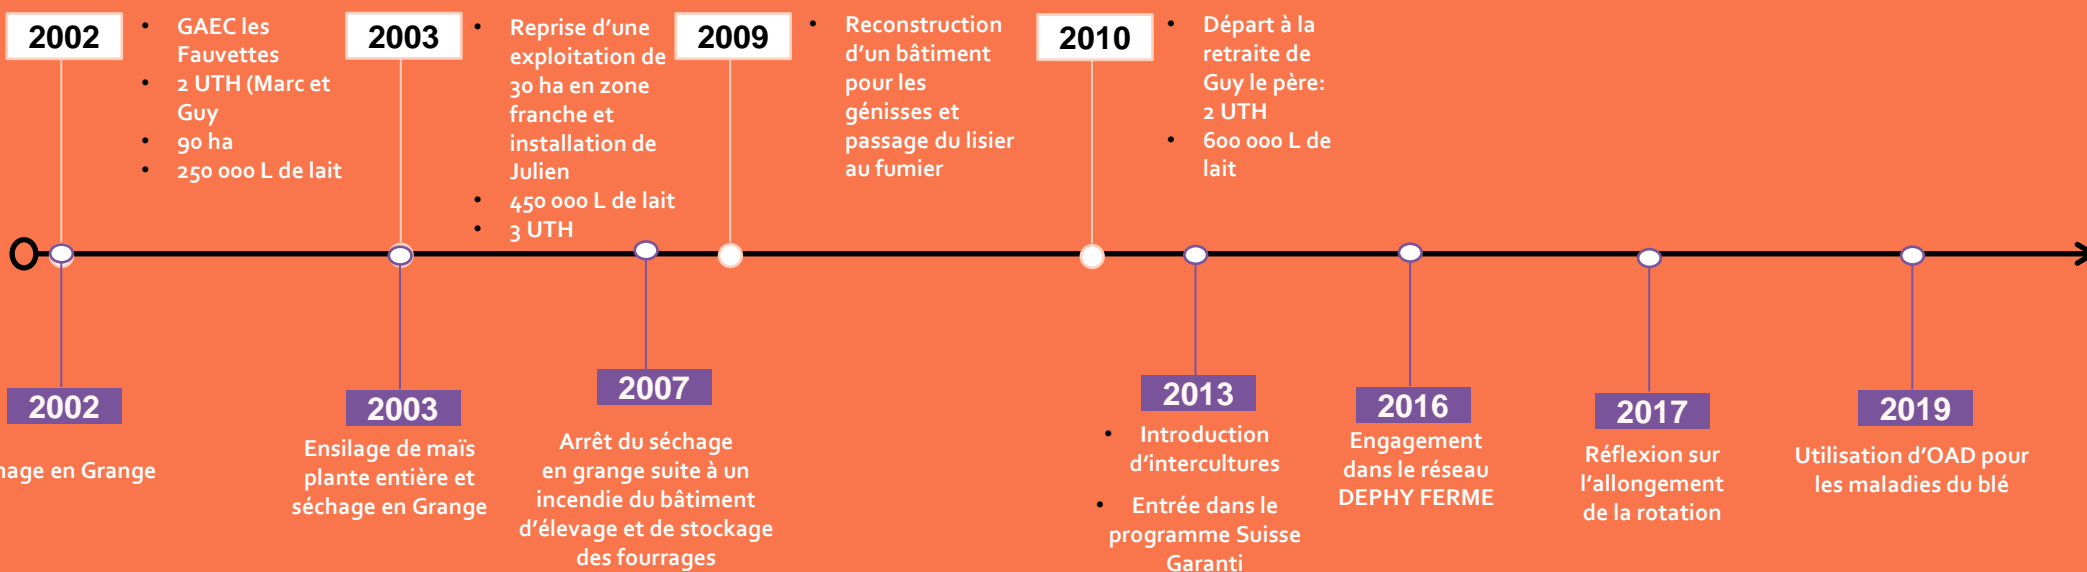 2002
• GAEC les
Fauvettes
• 2 UTH (Marc et
Guy
• 90 ha
• 250 000 L de lait
2003
• Reprise d’une
exploitation de
30 ha en zone
franche et
installation de
Julien
• 450 000 L de lait
• 3 UTH
2009
• Reconstruction
d’un bâtiment
pour les
génisses et
passage du lisier
au fumier
2010
• Départ à la
retraite de
Guy le père:
2 UTH
• 600 000 L de
lait
2002
en Grange
2003
Ensilage de maïs
plante entière et
séchage en Grange
2007
Arrêt du séchage
en grange suite à un
incendie du bâtiment
d’élevage et de stockage
des fourrages
2013
• Introduction
d’intercultures
• Entrée dans le
programme Suisse
Garanti
2016
Engagement
dans le réseau
DEPHY FERME
2017
Réflexion sur
l’allongement
de la rotation
2019
Utilisation d’OAD pour
les maladies du blé